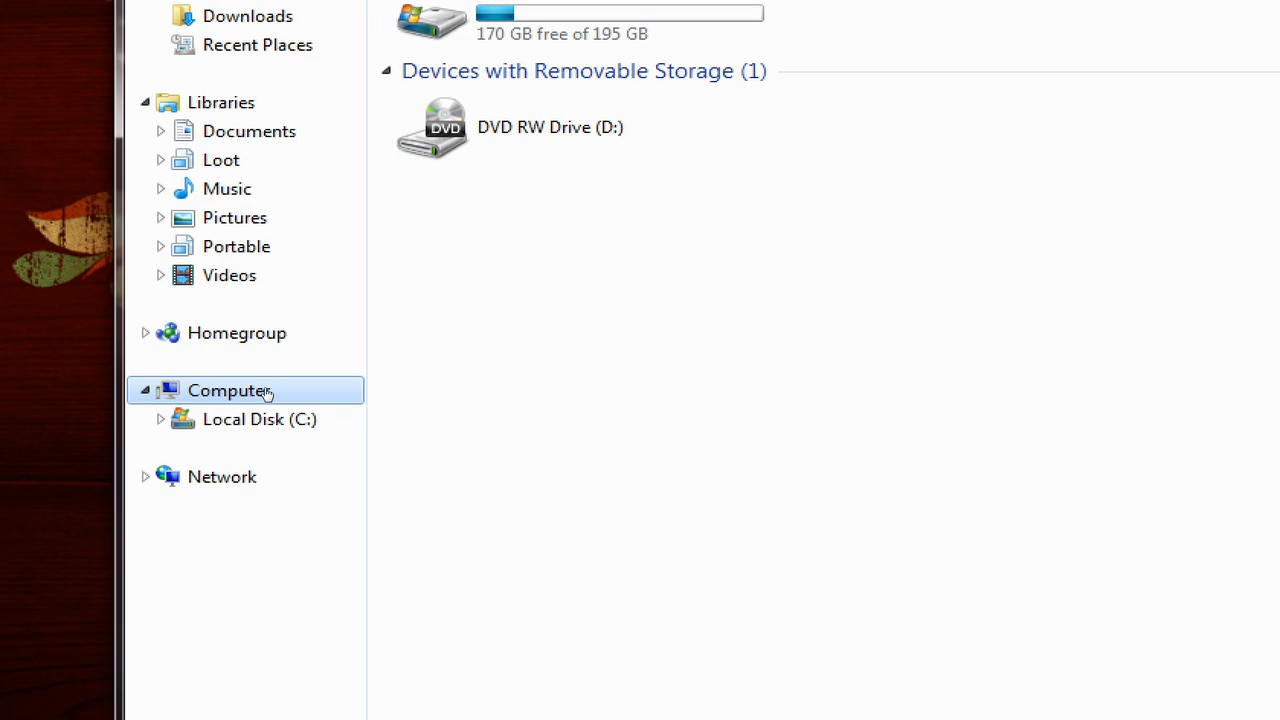 Downloads
Recent Places
Libraries
Documents
Loot
Music
Pictures
Portable
Videos
Homegroup
Computer
Local Disk (C:)
Network
170 GB free of 195 GB
Devices with Removable Storage (1)
DVD
DVD RW Drive (D:)